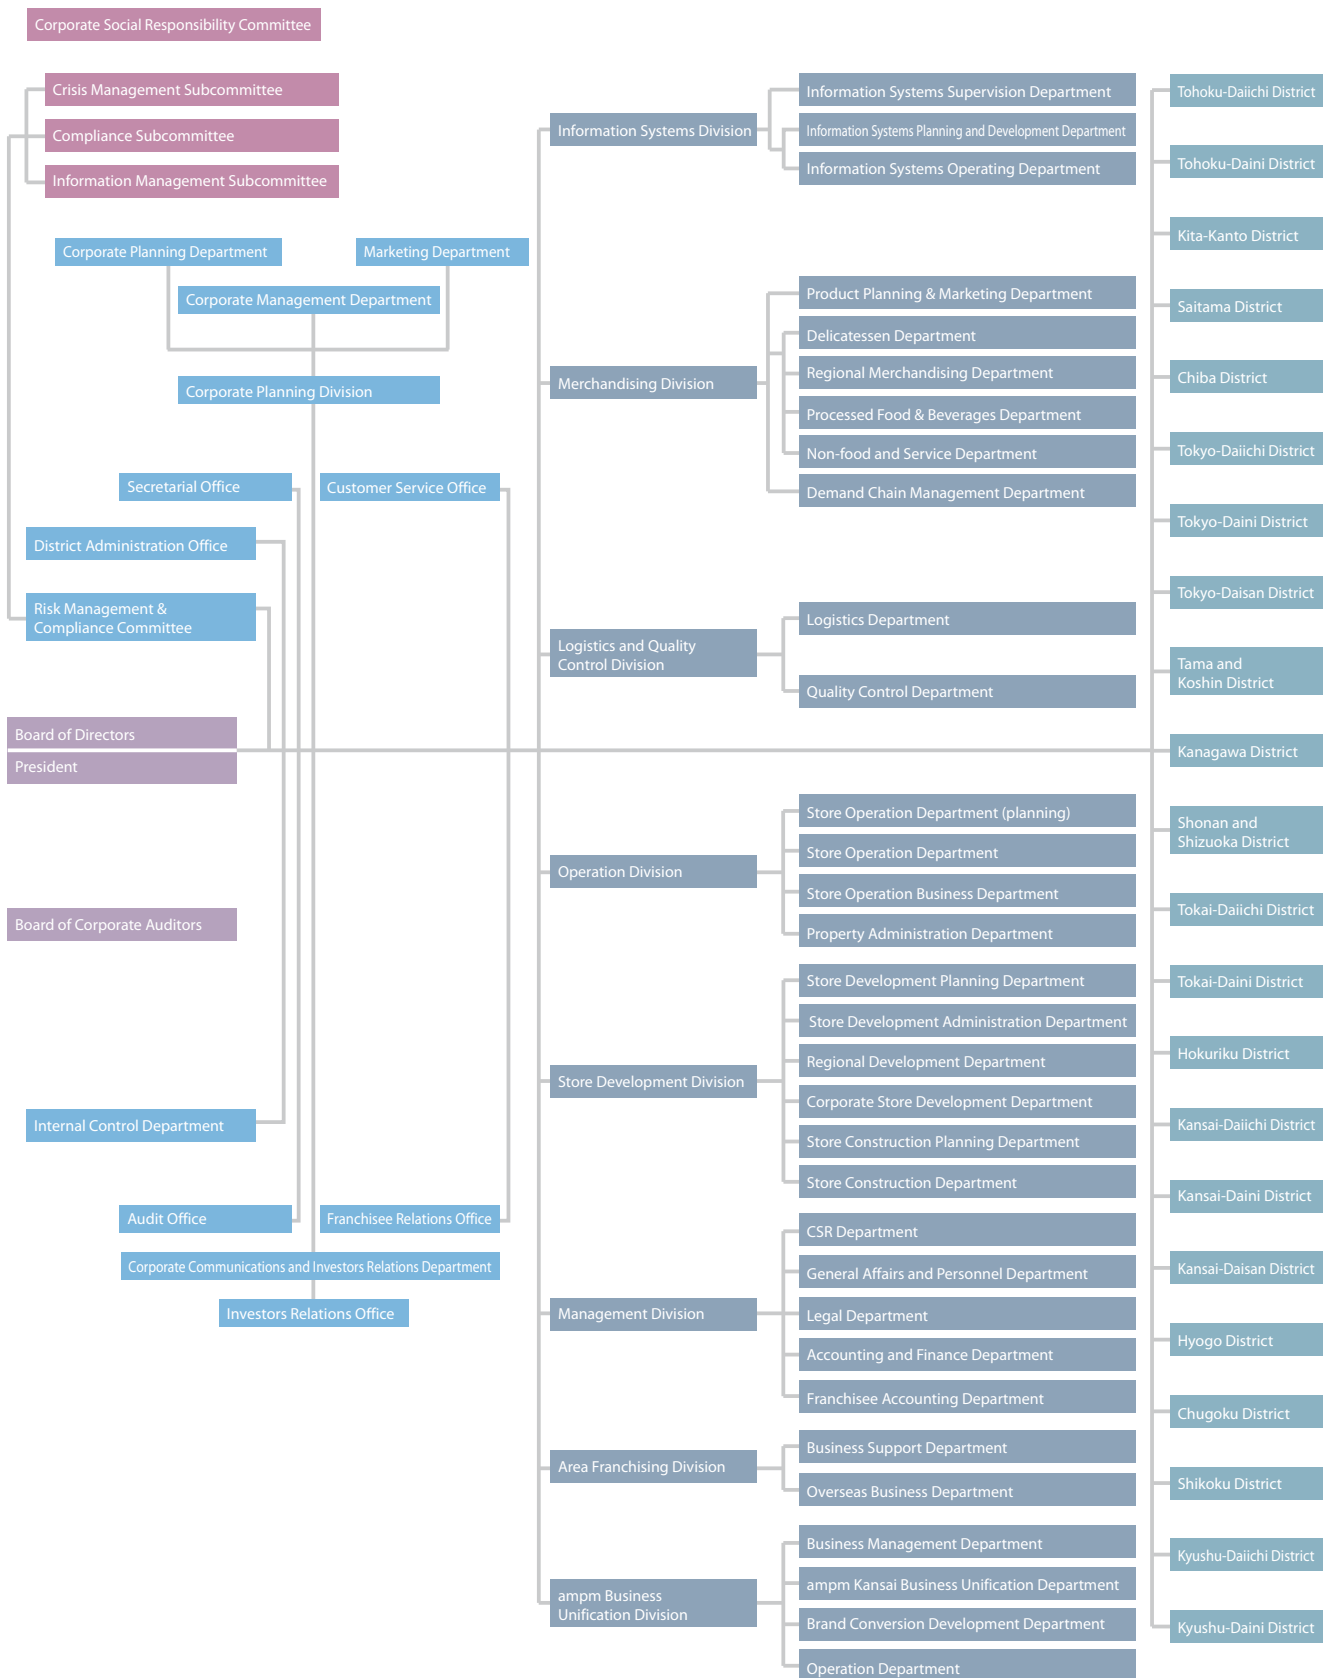 Corporate Social Responsibility Committee
Crisis Management Subcommittee
Compliance Subcommittee
Information Management Subcommittee
Corporate Planning Department
Marketing Department
Corporate Management Department
Corporate Planning Division
Secretarial Office
Customer Service Office
District Administration Office
Risk Management &
Compliance Committee
Board of Directors
President
Board of Corporate Auditors
Internal Control Department
Audit Office
Franchisee Relations Office
Corporate Communications and Investors Relations Department
Investors Relations Office
Information Systems Division
Information Systems Supervision Department
Information Systems Planning and Development Department
Information Systems Operating Department
Merchandising Division
Product Planning & Marketing Department
Delicatessen Department
Regional Merchandising Department
Processed Food & Beverages Department
Non-food and Service Department
Demand Chain Management Department
Logistics and Quality
Control Division
Logistics Department
Quality Control Department
Operation Division
Store Operation Department (planning)
Store Operation Department
Store Operation Business Department
Property Administration Department
Store Development Division
Store Development Planning Department
Store Development Administration Department
Regional Development Department
Corporate Store Development Department
Store Construction Planning Department
Store Construction Department
Management Division
CSR Department
General Affairs and Personnel Department
Legal Department
Accounting and Finance Department
Franchisee Accounting Department
Area Franchising Division
Business Support Department
Overseas Business Department
ampm Business
Unification Division
Business Management Department
ampm Kansai Business Unification Department
Brand Conversion Development Department
Operation Department
Tohoku-Daiichi District
Tohoku-Daini District
Kita-Kanto District
Saitama District
Chiba District
Tokyo-Daiichi District
Tokyo-Daini District
Tokyo-Daisan District
Tama and
Koshin District
Kanagawa District
Shonan and
Shizuoka District
Tokai-Daiichi District
Tokai-Daini District
Hokuriku District
Kansai-Daiichi District
Kansai-Daini District
Kansai-Daisan District
Hyogo District
Chugoku District
Shikoku District
Kyushu-Daiichi District
Kyushu-Daini District